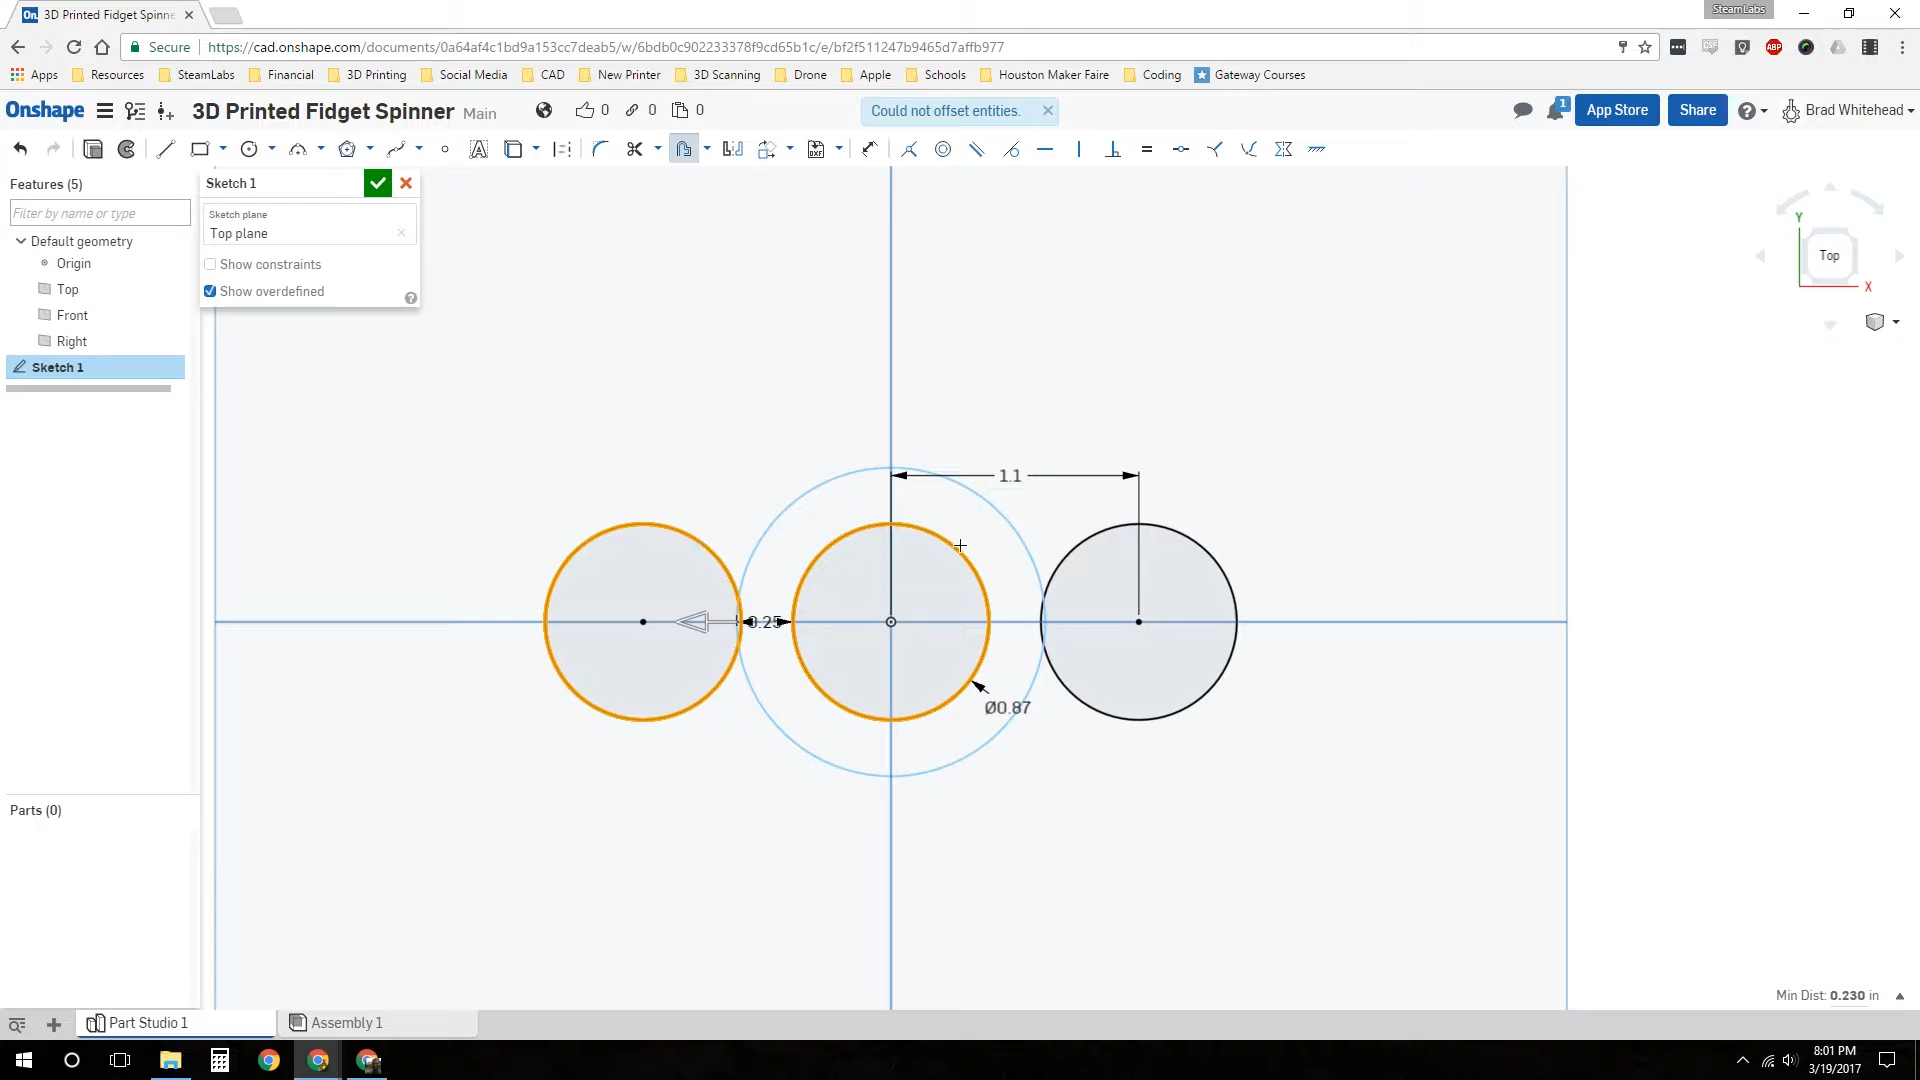 SteamLabs
On 3D Printed Fidget Spinne
Secure https://cad.onshape.com/documents/0a64af4c1bd9a153cc7deab5/w/6bdb0c902233378f9cd65b1c/e/bf2f511247b9465d7affb977
CSS ABP
Apps Resources SteamLabs Financial 3D Printing Social Media CAD New Printer 3D Scanning Drone Apple Schools Houston Maker Faire Coding Gateway Courses
Onshape 3D Printed Fidget Spinner Main 0 0 0 Could not offset entities. 1 App Store Share Brad Whitehead
DXF
Features (5)
Filter by name or type
Default geometry
Origin
Top
Front
Right
Sketch 1
Parts (0)
Sketch 1
Sketch plane
Top plane
Show constraints
Show overdefined
Y
Top
X
1.1
0.25
Ø0.87
Min Dist: 0.230 in
Part Studio 1 Assembly 1
8:01 PM
3/19/2017